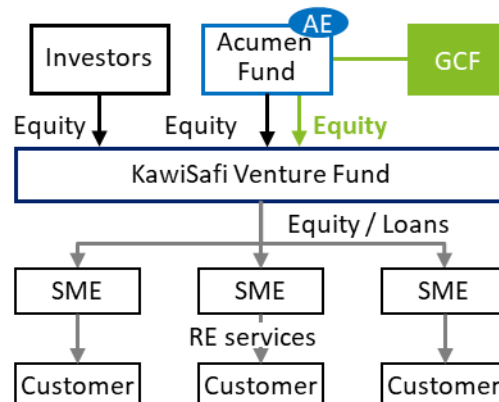 AE
Investors
Acumen
Fund
GCF
Equity
Equity
Equity
KawiSafi Venture Fund
Equity / Loans
SME
SME
SME
RE services
Customer
Customer
Customer